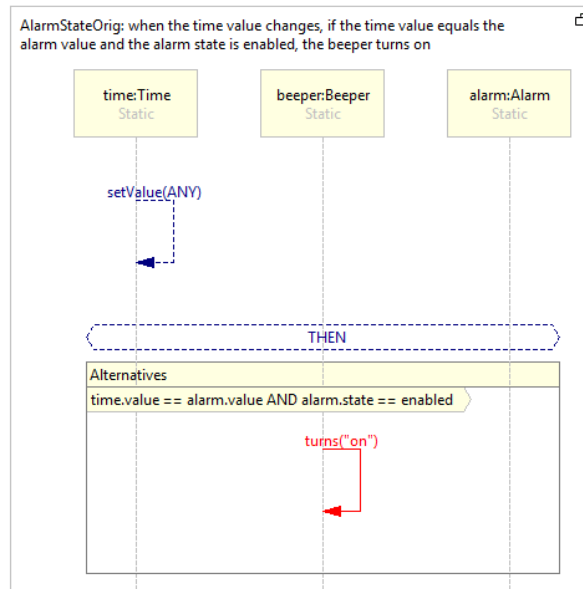 AlarmStateOrig: when the time value changes, if the time value equals the
alarm value and the alarm state is enabled, the beeper turns on
time:Time
Static
beeper:Beeper
Static
alarm:Alarm
Static
setValue(ANY)
THEN
Alternatives
time.value == alarm.value AND alarm.state == enabled
turns("on")